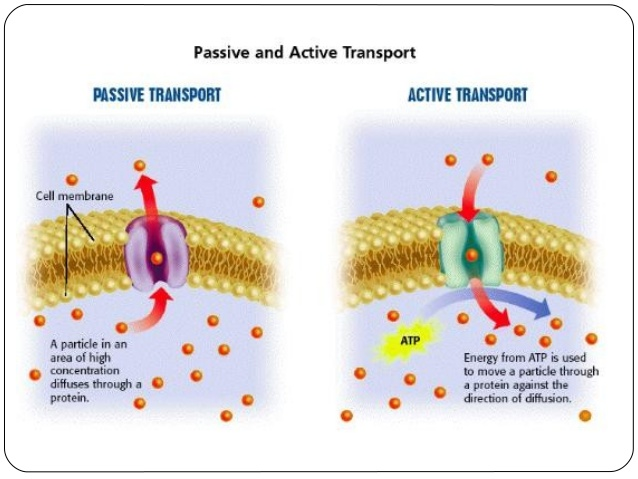 Passive and Active Transport
PASSIVE TRANSPORT
ACTIVE TRANSPORT
Cell membrane
A particle in an
area of high
concentration
diffuses through a
protein.
ATP
Energy from ATP is used
to move a particle through
a protein against the
direction of diffusion.